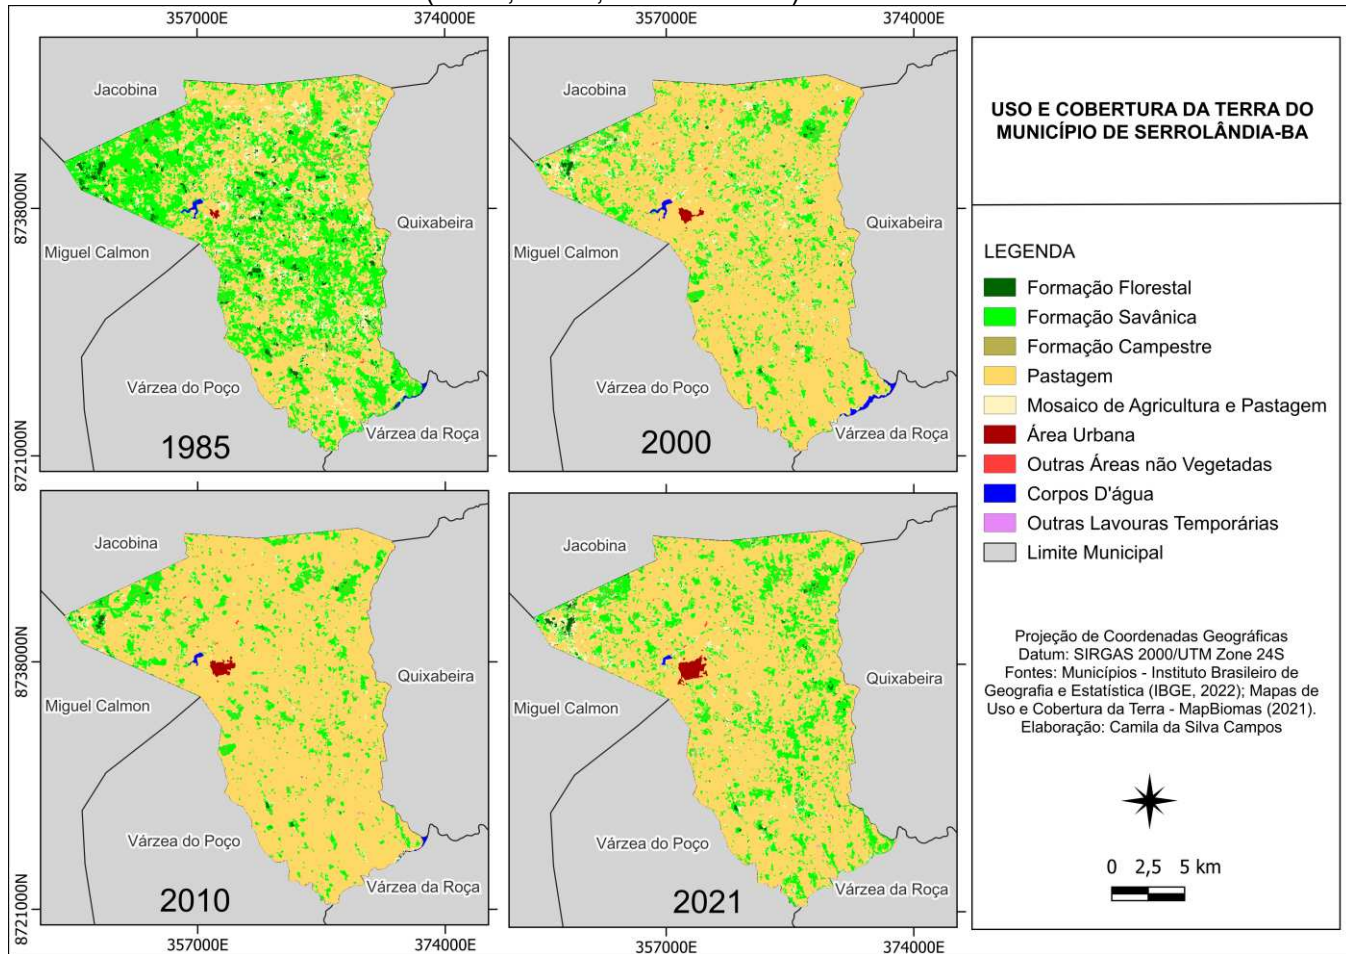 357000E
374000E
357000E
374000E
8738000N
8721000N
Jacobina
Quixabeira
Miguel Calmon
Várzea do Poço
Várzea da Roça
1985
Jacobina
Quixabeira
Miguel Calmon
Várzea do Poço
Várzea da Roça
2000
8738000N
8721000N
Jacobina
Quixabeira
Miguel Calmon
Várzea do Poço
Várzea da Roça
2010
Jacobina
Quixabeira
Miguel Calmon
Várzea do Poço
Várzea da Roça
2021
357000E
374000E
357000E
374000E
USO E COBERTURA DA TERRA DO
MUNICÍPIO DE SERROLÂNDIA-BA
LEGENDA
Formação Florestal
Formação Savânica
Formação Campestre
Pastagem
Mosaico de Agricultura e Pastagem
Área Urbana
Outras Áreas não Vegetadas
Corpos D'água
Outras Lavouras Temporárias
Limite Municipal
Projeção de Coordenadas Geográficas
Datum: SIRGAS 2000/UTM Zone 24S
Fontes: Municípios - Instituto Brasileiro de
Geografia e Estatística (IBGE, 2022); Mapas de
Uso e Cobertura da Terra - MapBiomas (2021).
Elaboração: Camila da Silva Campos
0 2,5 5 km